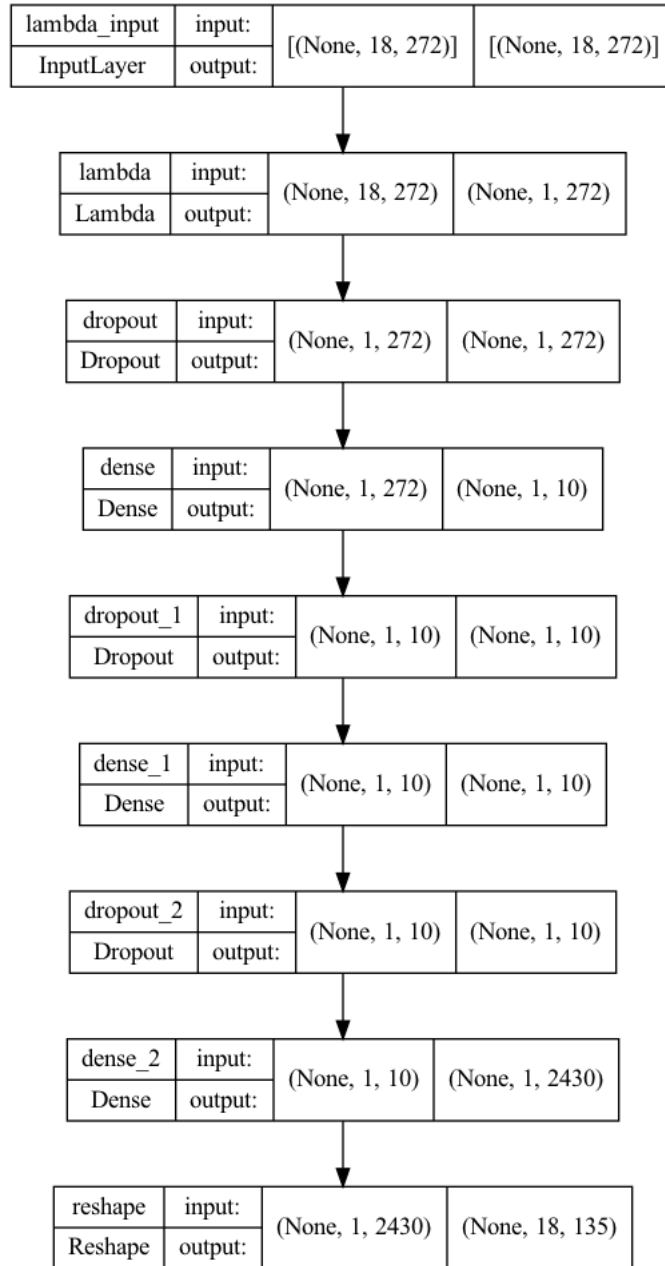 lambda_input input: [(None, 18, 272)] [(None, 18, 272)]
InputLayer output:
lambda input: (None, 18, 272) (None, 1, 272)
Lambda output:
dropout input: (None, 1, 272) (None, 1, 272)
Dropout output:
dense input: (None, 1, 272) (None, 1, 10)
Dense output:
dropout_1 input: (None, 1, 10) (None, 1, 10)
Dropout output:
dense_1 input: (None, 1, 10) (None, 1, 10)
Dense output:
dropout_2 input: (None, 1, 10) (None, 1, 10)
Dropout output:
dense_2 input: (None, 1, 10) (None, 1, 2430)
Dense output:
reshape input: (None, 1, 2430) (None, 18, 135)
Reshape output: